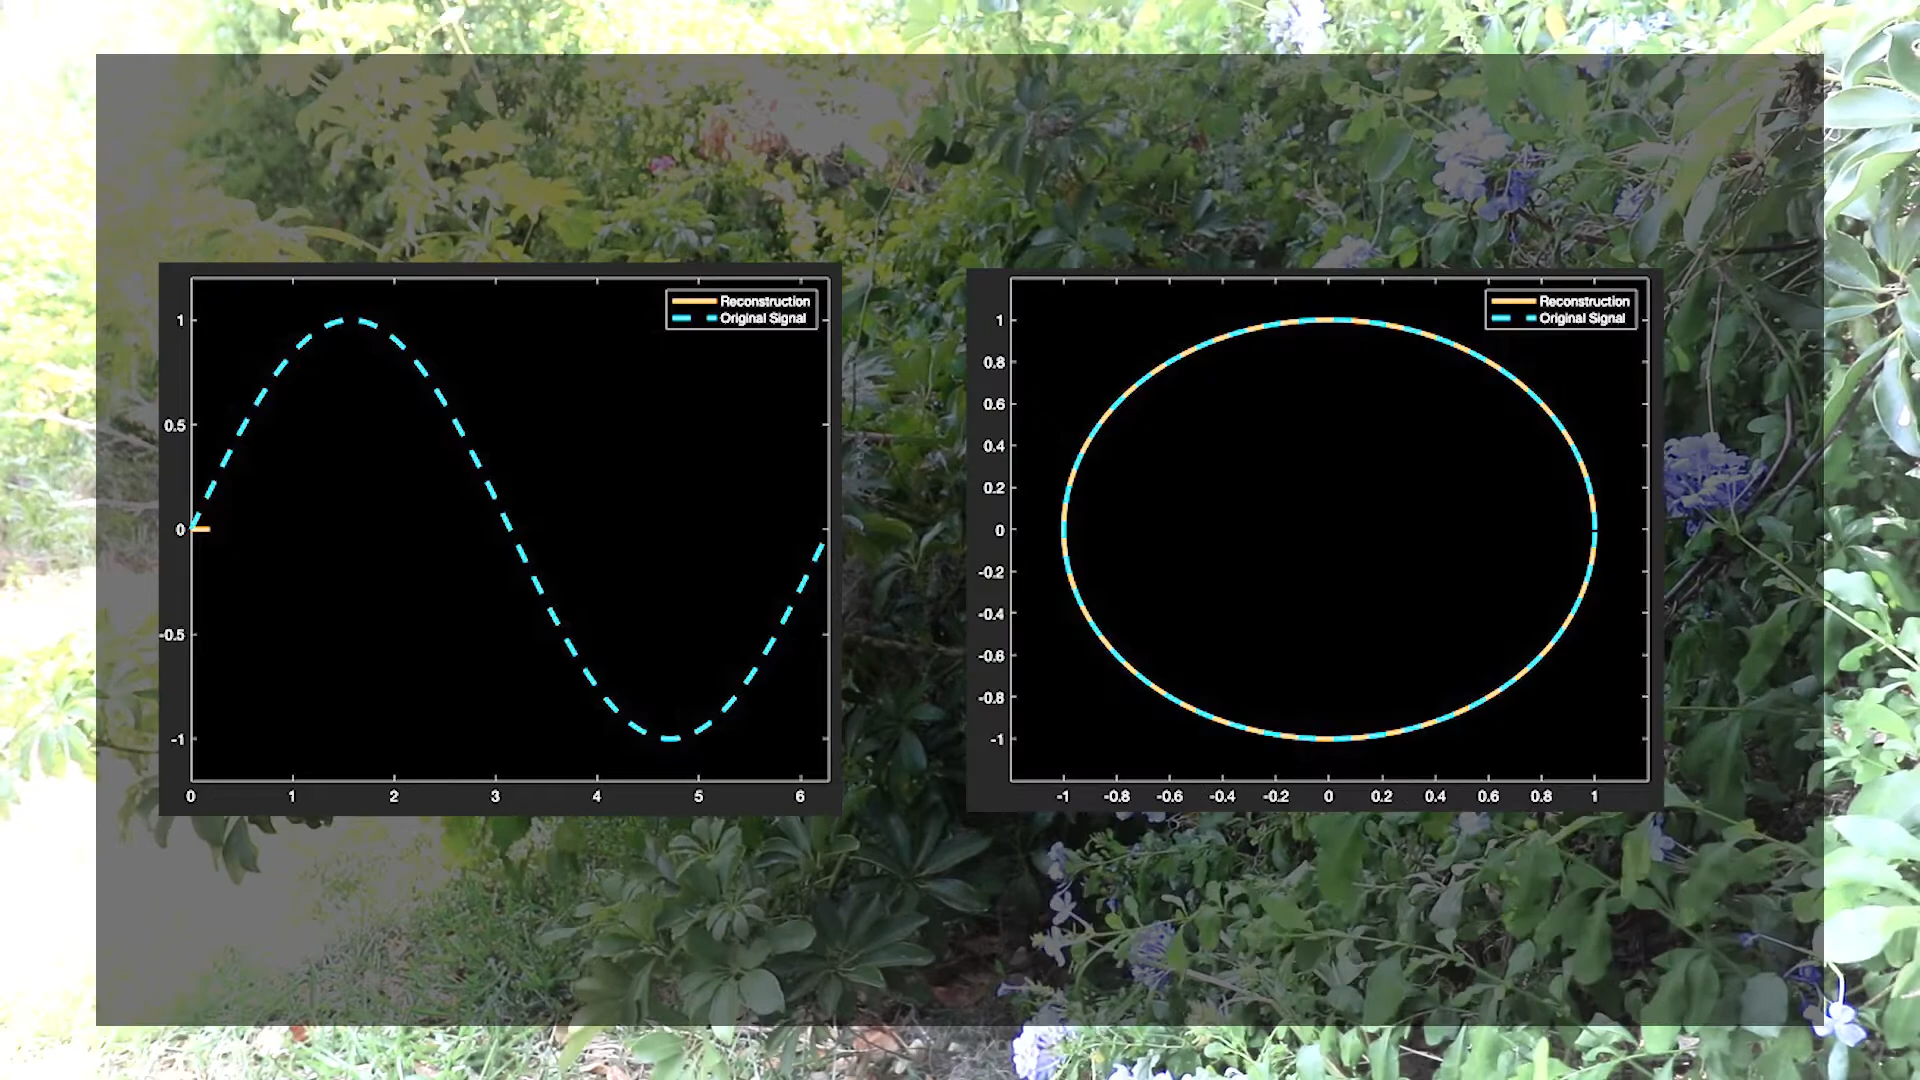 Reconstruction
Original Signal
1
0.5
0
-0.5
-1
0 1 2 3 4 5 6
Reconstruction
Original Signal
1
0.8
0.6
0.4
0.2
0
-0.2
-0.4
-0.6
-0.8
-1
-1 -0.8 -0.6 -0.4 -0.2 0 0.2 0.4 0.6 0.8 1